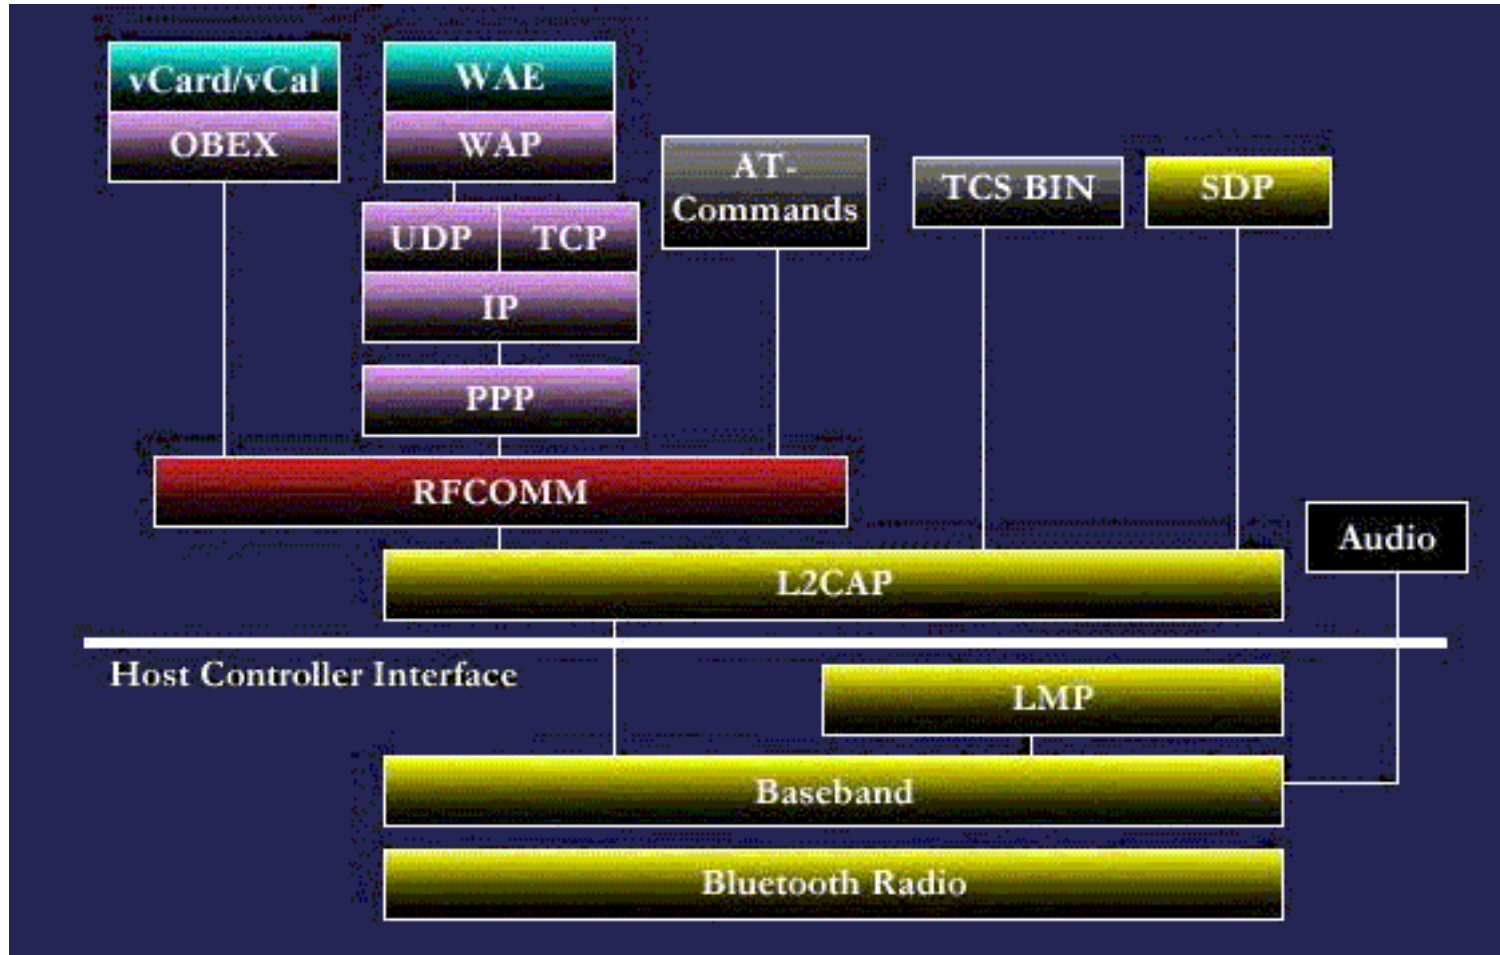 vCard/vCal
WAE
OBEX
WAP
AT-
Commands
TCS BIN
SDP
UDP
TCP
IP
PPP
RFCOMM
Audio
L2CAP
Host Controller Interface
LMP
Baseband
Bluetooth Radio